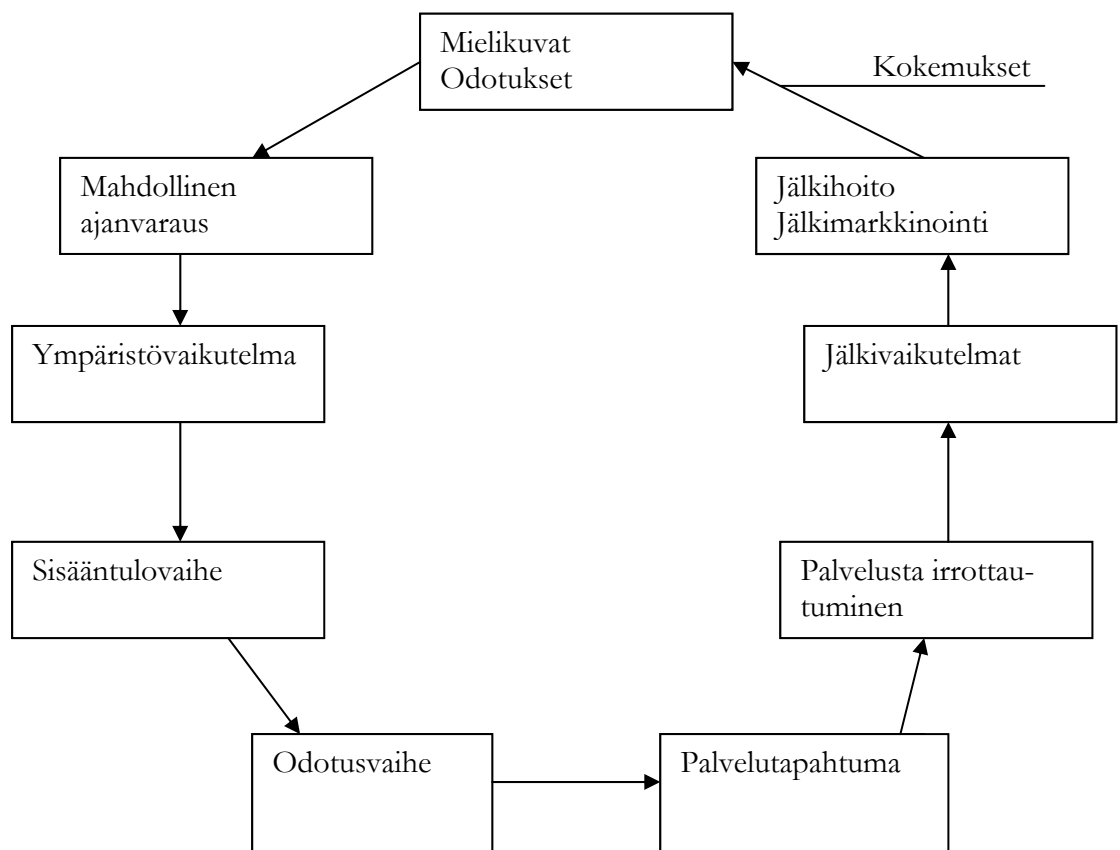 Mielikuvat
Odotukset
Kokemukset
Mahdollinen
ajanvaraus
Jälkihoito
Jälkimarkkinointi
Ympäristövaikutelma
Jälkivaikutelmat
Sisääntulovaihe
Palvelusta irrottau-
tuminen
Odotusvaihe
Palvelutapahtuma